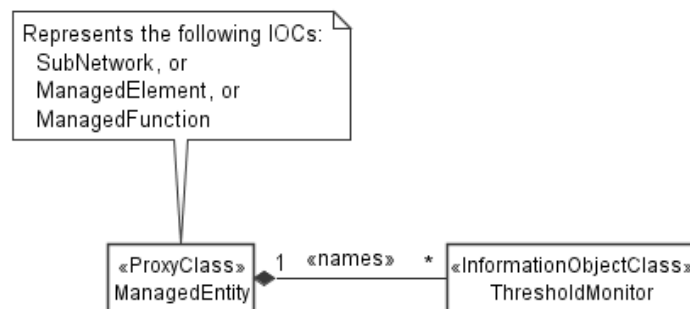 Represents the following IOCs:
SubNetwork, or
ManagedElement, or
ManagedFunction
«ProxyClass»
ManagedEntity
1 «names» *
«InformationObjectClass»
ThresholdMonitor